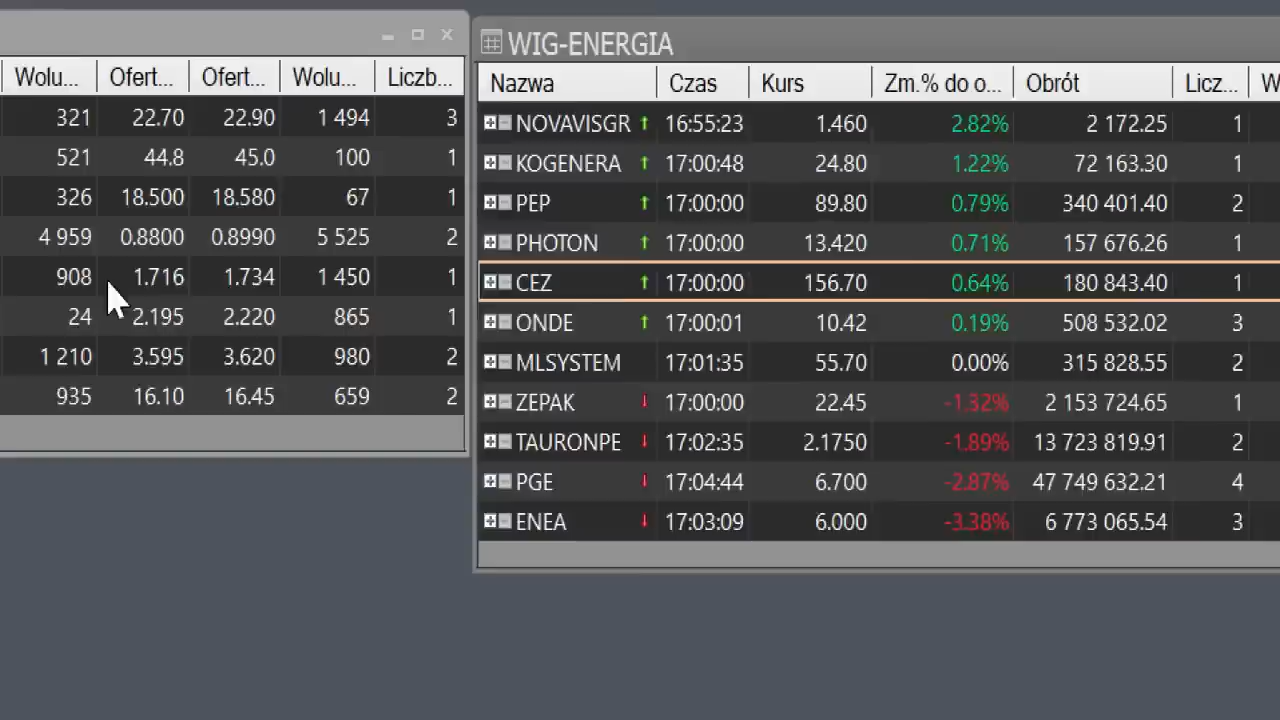 Wolu... Ofert... Ofert... Wolu... Liczb...
321 22.70 22.90 1 494 3
521 44.8 45.0 100 1
326 18.500 18.580 67 1
4 959 0.8800 0.8990 5 525 2
908 1.716 1.734 1 450 1
24 2.195 2.220 865 1
1 210 3.595 3.620 980 2
935 16.10 16.45 659 2
WIG-ENERGIA
Nazwa Czas Kurs Zm.% do o... Obrót Licz... W
NOVAVISGR 16:55:23 1.460 2.82% 2 172.25 1
KOGENERA 17:00:48 24.80 1.22% 72 163.30 1
PEP 17:00:00 89.80 0.79% 340 401.40 2
PHOTON 17:00:00 13.420 0.71% 157 676.26 1
CEZ 17:00:00 156.70 0.64% 180 843.40 1
ONDE 17:00:01 10.42 0.19% 508 532.02 3
MLSYSTEM 17:01:35 55.70 0.00% 315 828.55 2
ZEPAK 17:00:00 22.45 -1.32% 2 153 724.65 1
TAURONPE 17:02:35 2.1750 -1.89% 13 723 819.91 2
PGE 17:04:44 6.700 -2.87% 47 749 632.21 4
ENEA 17:03:09 6.000 -3.38% 6 773 065.54 3